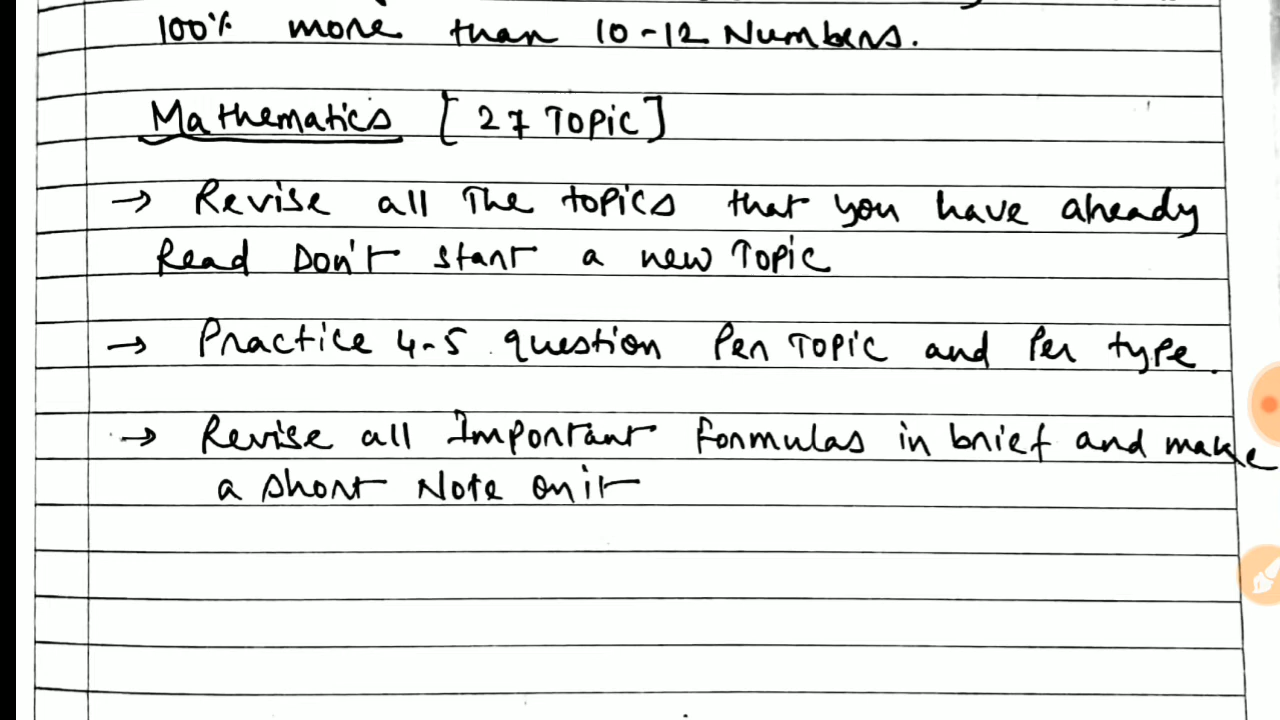 100% more than 10-12 Numbers.
Mathematics [27 Topic]
→ Revise all The topics that you have already
Read Don't start a new Topic
→ Practice 4-5 question Per Topic and Per type.
→ Revise all Important formulas in brief and make
a short Note on it